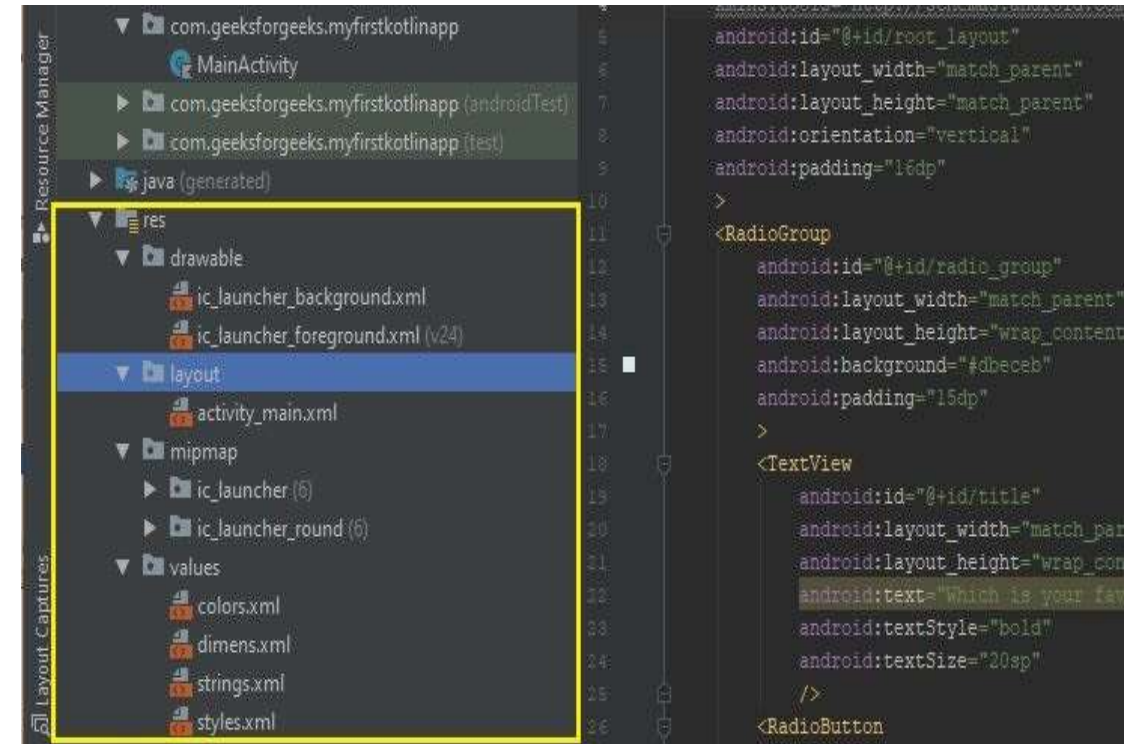 Resource Manager
Layout Captures
com.geeksforgeeks.myfirstkotlinapp
MainActivity
com.geeksforgeeks.myfirstkotlinapp (androidTest)
com.geeksforgeeks.myfirstkotlinapp (test)
java (generated)
res
drawable
ic_launcher_background.xml
ic_launcher_foreground.xml (v24)
layout
activity_main.xml
mipmap
ic_launcher (6)
ic_launcher_round (6)
values
colors.xml
dimens.xml
strings.xml
styles.xml
5 android:id="@+id/root_layout"
6 android:layout_width="match_parent"
7 android:layout_height="match_parent"
8 android:orientation="vertical"
9 android:padding="16dp"
10 >
11 <RadioGroup
12 android:id="@+id/radio_group"
13 android:layout_width="match_parent"
14 android:layout_height="wrap_content
15 android:background="#dbeceb"
16 android:padding="15dp"
17 >
18 <TextView
19 android:id="@+id/title"
20 android:layout_width="match_par
21 android:layout_height="wrap_con
22 android:text="Which is your fav
23 android:textStyle="bold"
24 android:textSize="20sp"
25 />
26 <RadioButton